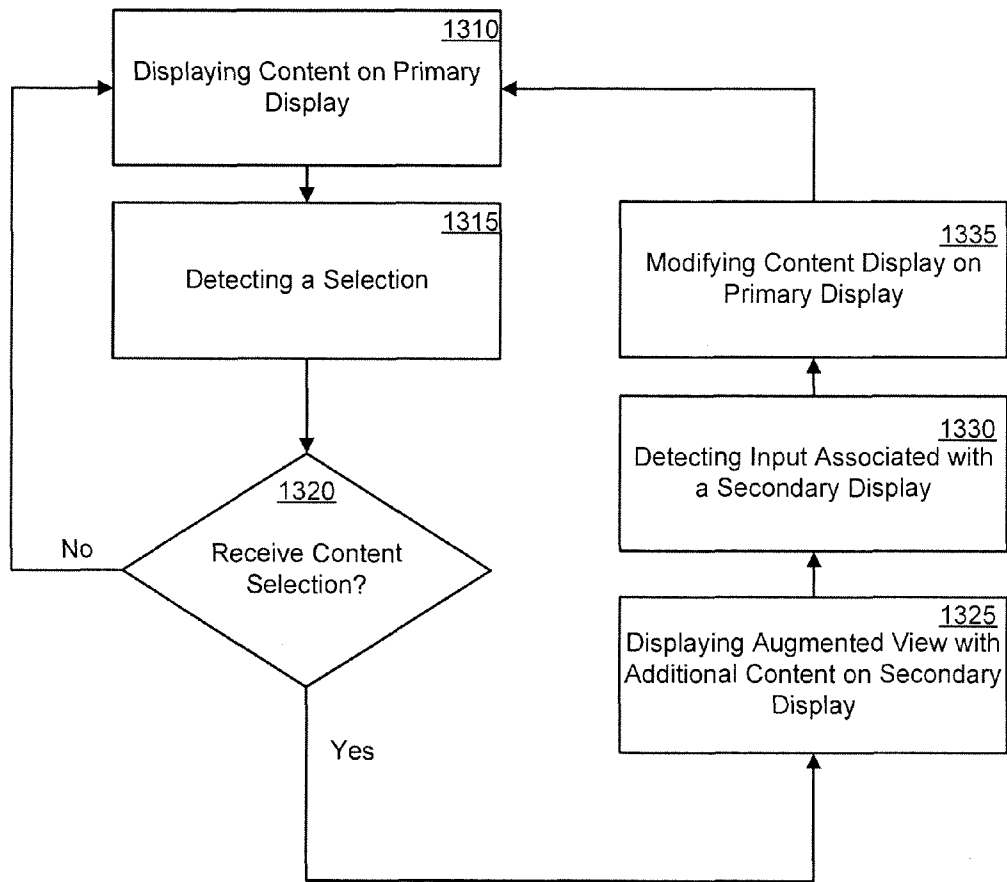 1310
Displaying Content on Primary
Display
1315
Detecting a Selection
1320
Receive Content
Selection?
No
Yes
1335
Modifying Content Display on
Primary Display
1330
Detecting Input Associated with
a Secondary Display
1325
Displaying Augmented View with
Additional Content on Secondary
Display